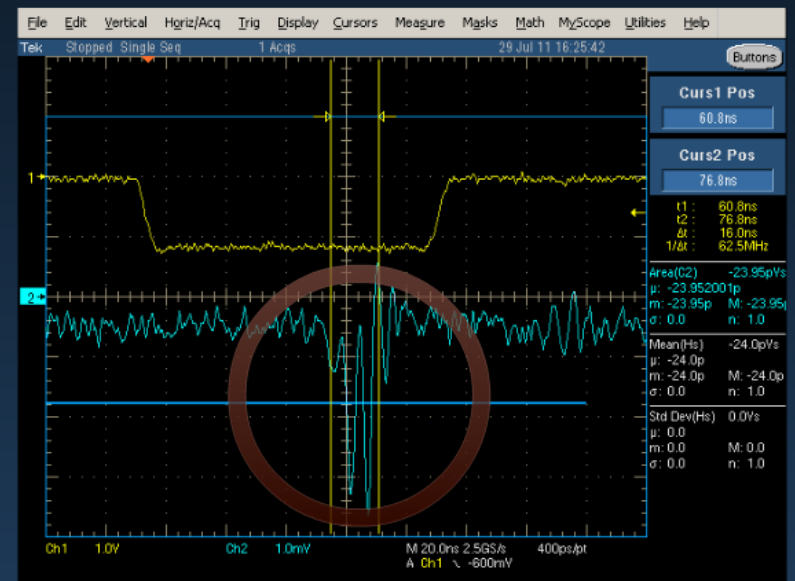 File Edit Vertical Horiz/Acq Trig Display Cursors Measure Masks Math MyScope Utilities Help
Tek Stopped Single Seq 1 Acqs 29 Jul 11 16:25:42
Buttons
Curs1 Pos
60.8ns
Curs2 Pos
76.8ns
t1 : 60.8ns
t2 : 76.8ns
Δt : 16.0ns
1/Δt : 62.5MHz
1
2
Area(C2) -23.95pVs
μ: -23.952001p
m: -23.95p M: -23.95
σ: 0.0 n: 1.0
Mean(Hs) -24.0pVs
μ: -24.0p
m: -24.0p M: -24.0p
σ: 0.0 n: 1.0
Std Dev(Hs) 0.0Vs
μ: 0.0
m: 0.0 M: 0.0
σ: 0.0 n: 1.0
Ch1 1.0V Ch2 1.0mV M 20.0ns 2.5GS/s 400ps/pt
A Ch1 \ -600mV